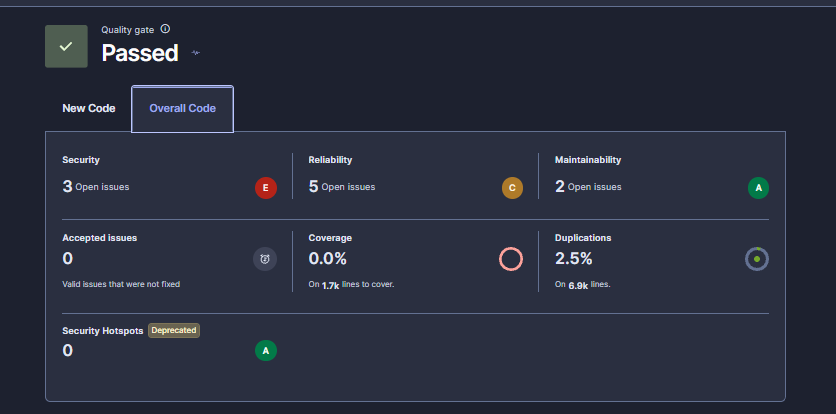 Quality gate
Passed
New Code
Overall Code
Security
3 Open issues
E
Reliability
5 Open issues
C
Maintainability
2 Open issues
A
Accepted issues
0
Valid issues that were not fixed
Coverage
0.0%
On 1.7k lines to cover.
Duplications
2.5%
On 6.9k lines.
Security Hotspots Deprecated
0
A